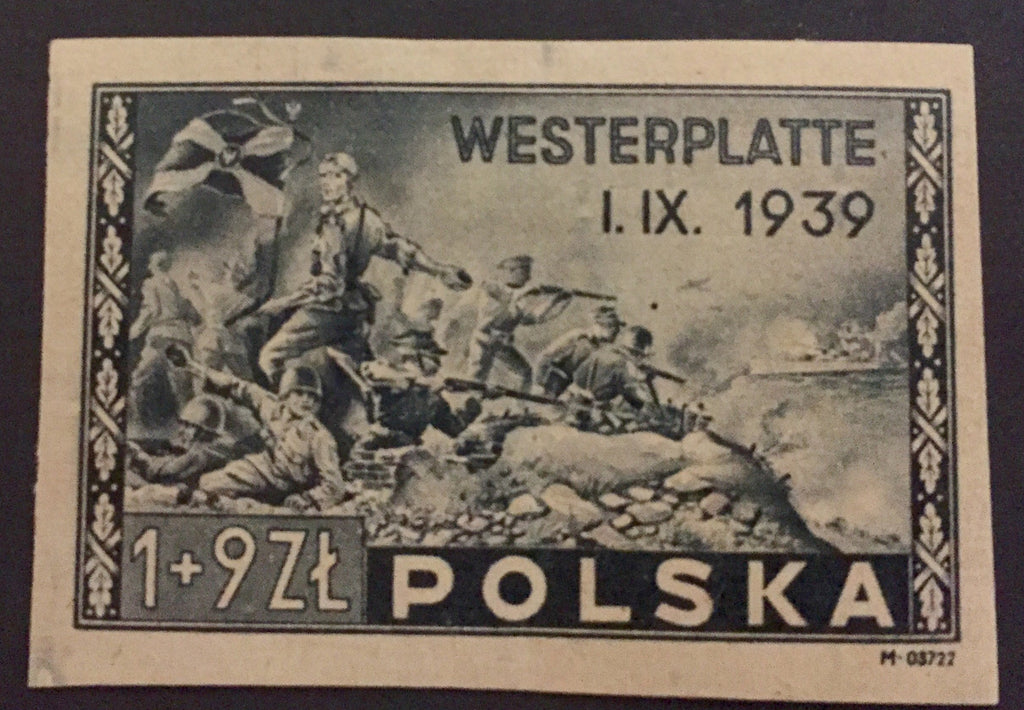 WESTERPLATTE
I. IX. 1939
1+9 ZŁ
POLSKA
M-03722